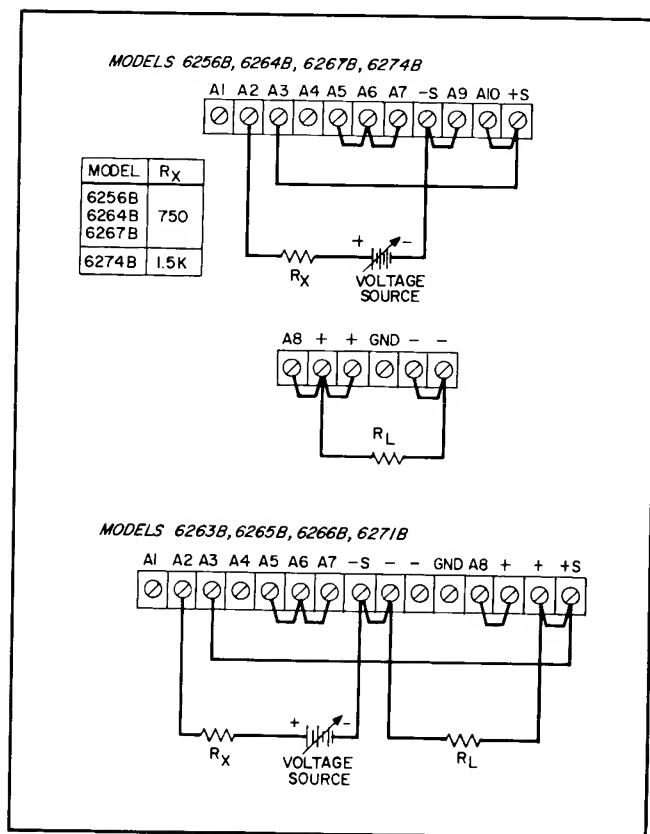 MODELS 6256B, 6264B, 6267B, 6274B
A1 A2 A3 A4 A5 A6 A7 -S A9 A10 +S
MODEL RX
6256B
6264B 750
6267B
6274B 1.5K
+ -
RX
VOLTAGE
SOURCE
A8 + + GND - -
RL
MODELS 6263B, 6265B, 6266B, 6271B
A1 A2 A3 A4 A5 A6 A7 -S - - GND A8 + + +S
+ -
RX
VOLTAGE
SOURCE
RL